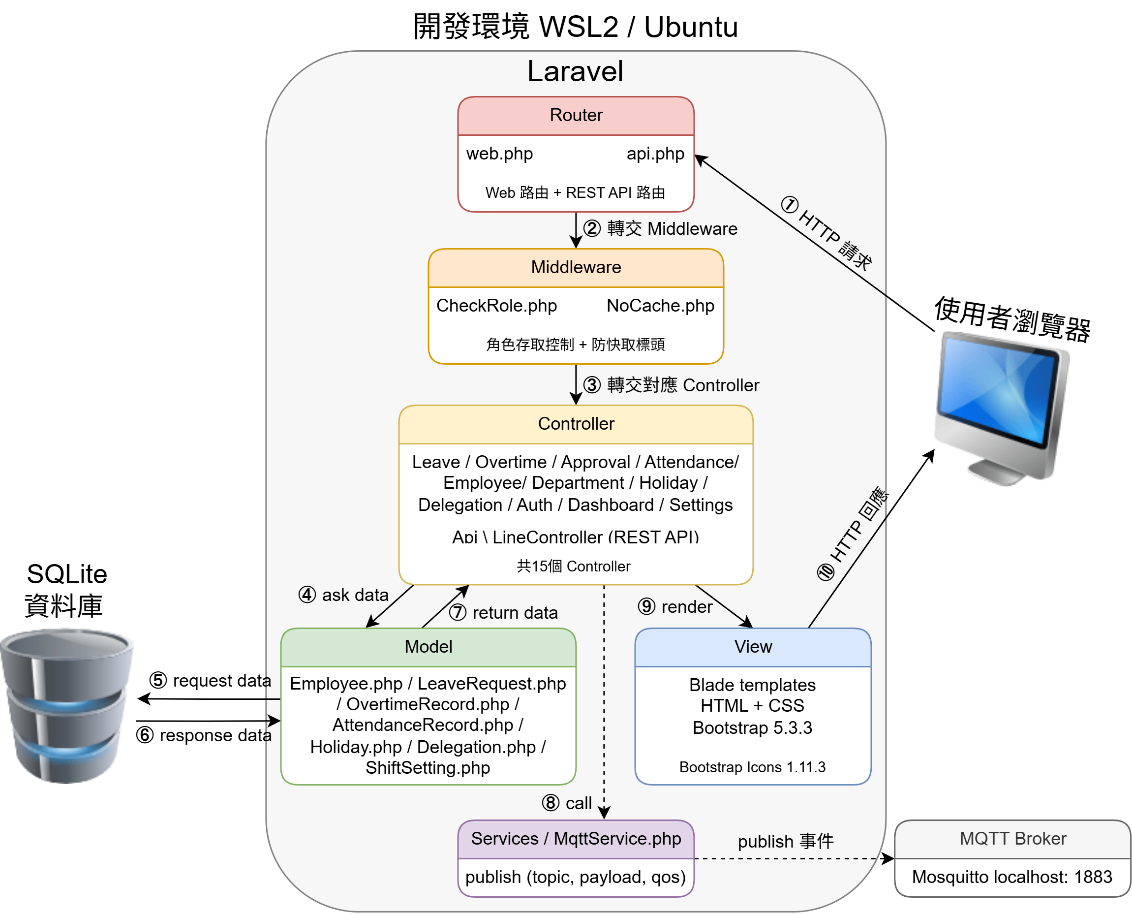 開發環境 WSL2 / Ubuntu
Laravel
Router
web.php
api.php
Web 路由 + REST API 路由
① HTTP 請求
② 轉交 Middleware
Middleware
CheckRole.php
NoCache.php
角色存取控制 + 防快取標頭
使用者瀏覽器
③ 轉交對應 Controller
Controller
Leave / Overtime / Approval / Attendance/
Employee/ Department / Holiday /
Delegation / Auth / Dashboard / Settings
Api \ LineController (REST API)
共15個 Controller
⑩ HTTP 回應
SQLite
資料庫
④ ask data
⑦ return data
⑨ render
Model
Employee.php / LeaveRequest.php
/ OvertimeRecord.php /
AttendanceRecord.php /
Holiday.php / Delegation.php /
ShiftSetting.php
⑤ request data
⑥ response data
View
Blade templates
HTML + CSS
Bootstrap 5.3.3
Bootstrap Icons 1.11.3
⑧ call
Services / MqttService.php
publish (topic, payload, qos)
publish 事件
MQTT Broker
Mosquitto localhost: 1883